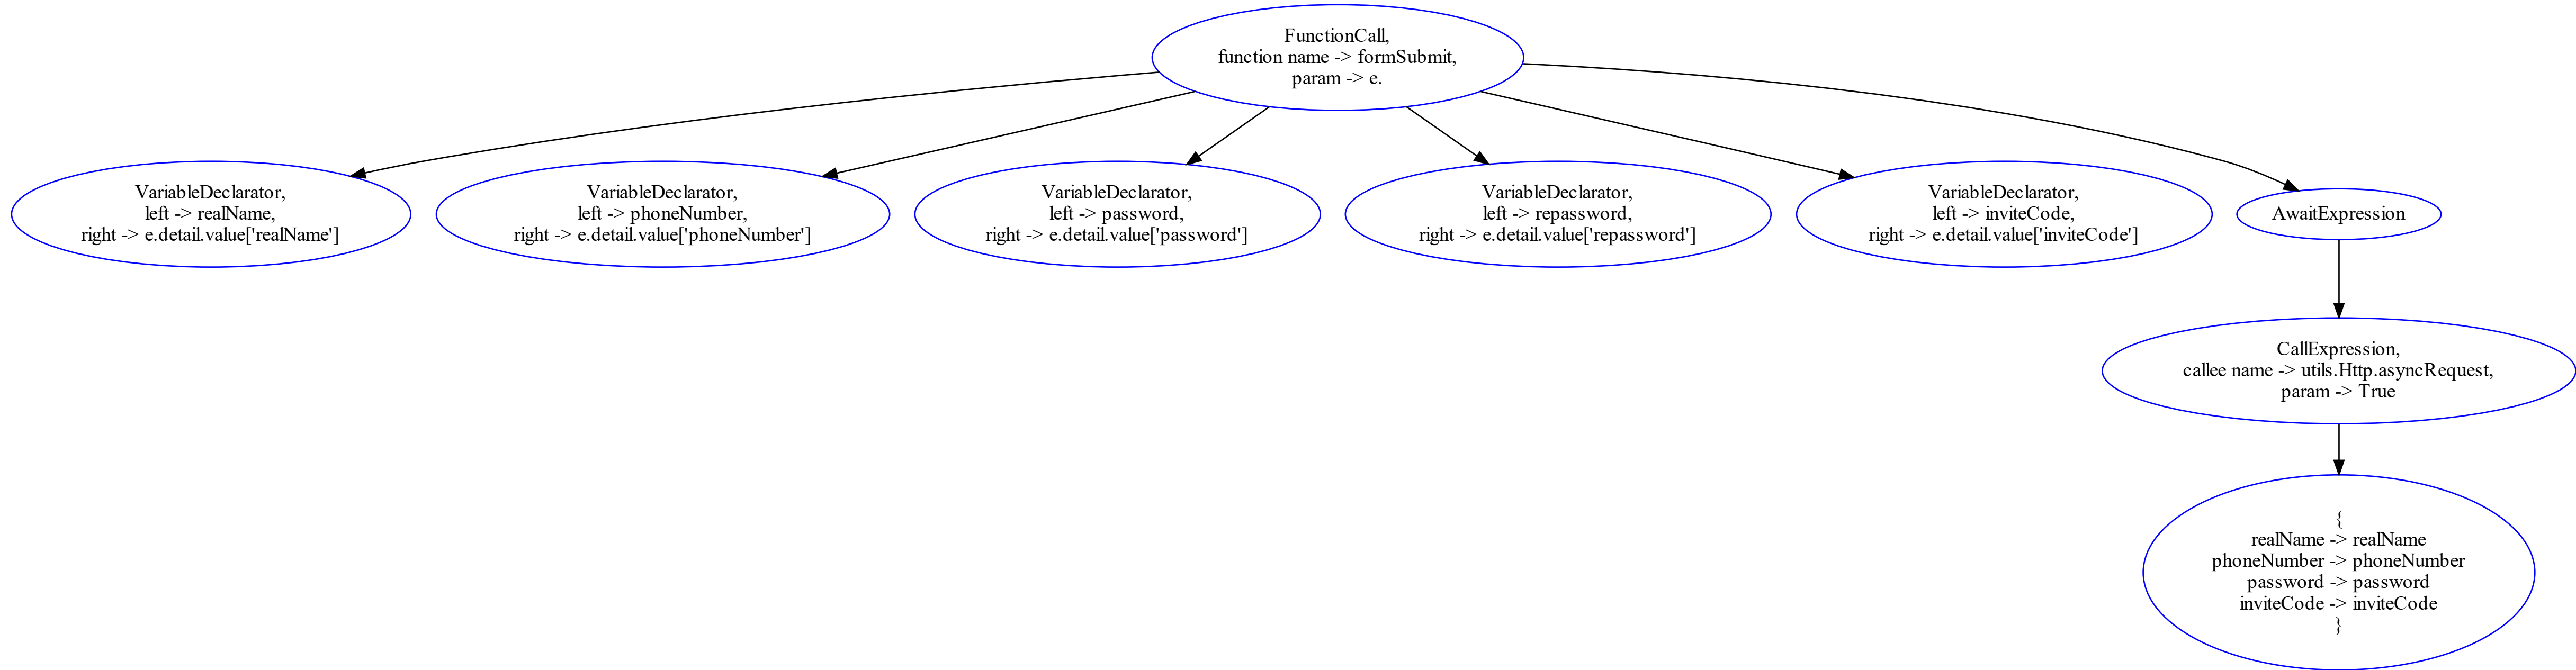 FunctionCall,
function name -> formSubmit,
param -> e.
VariableDeclarator,
left -> realName,
right -> e.detail.value['realName']
VariableDeclarator,
left -> phoneNumber,
right -> e.detail.value['phoneNumber']
VariableDeclarator,
left -> password,
right -> e.detail.value['password']
VariableDeclarator,
left -> repassword,
right -> e.detail.value['repassword']
VariableDeclarator,
left -> inviteCode,
right -> e.detail.value['inviteCode']
AwaitExpression
CallExpression,
callee name -> utils.Http.asyncRequest,
param -> True
{
realName -> realName
phoneNumber -> phoneNumber
password -> password
inviteCode -> inviteCode
}